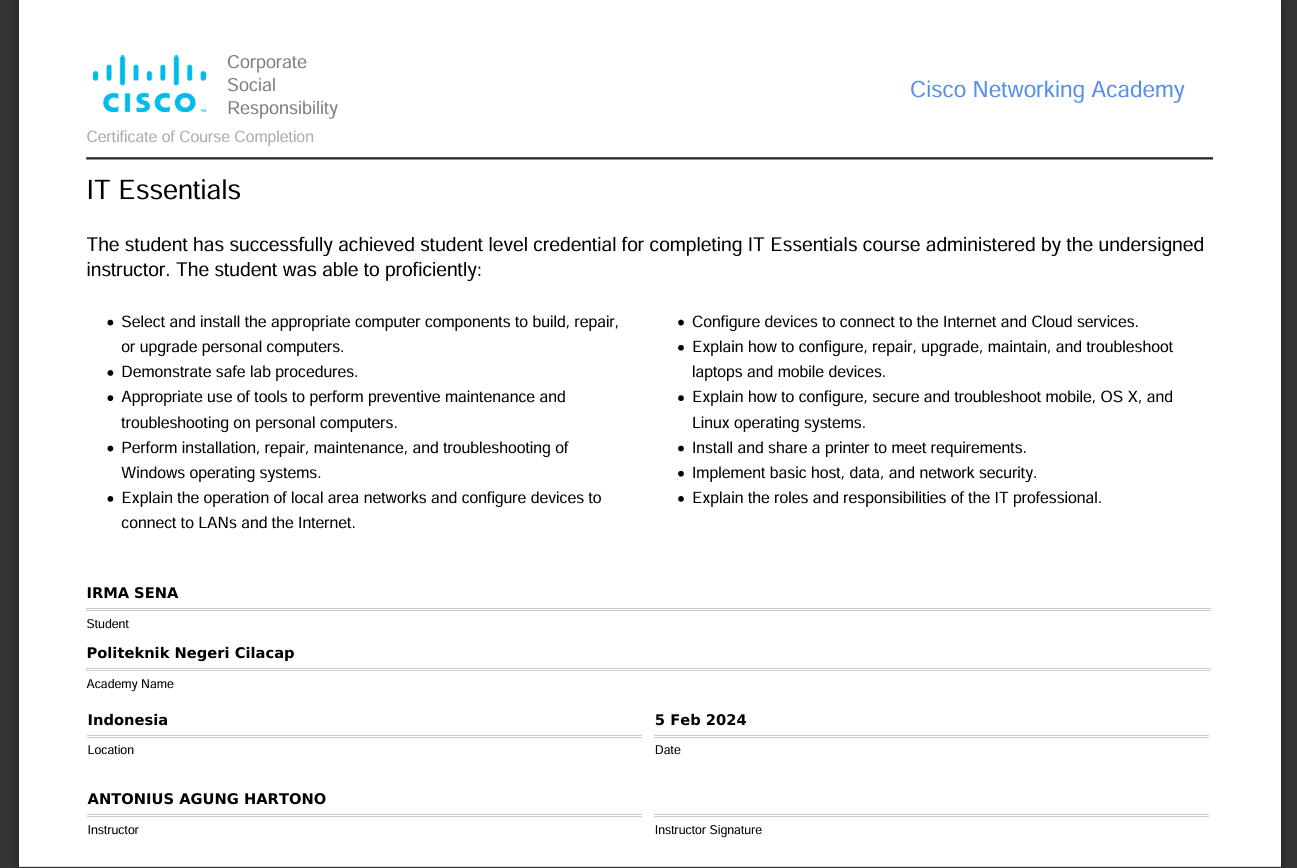 CISCO
Corporate
Social
Responsibility
Cisco Networking Academy
Certificate of Course Completion
IT Essentials
The student has successfully achieved student level credential for completing IT Essentials course administered by the undersigned
instructor. The student was able to proficiently:
• Select and install the appropriate computer components to build, repair,
or upgrade personal computers.
• Demonstrate safe lab procedures.
• Appropriate use of tools to perform preventive maintenance and
troubleshooting on personal computers.
• Perform installation, repair, maintenance, and troubleshooting of
Windows operating systems.
• Explain the operation of local area networks and configure devices to
connect to LANs and the Internet.
• Configure devices to connect to the Internet and Cloud services.
• Explain how to configure, repair, upgrade, maintain, and troubleshoot
laptops and mobile devices.
• Explain how to configure, secure and troubleshoot mobile, OS X, and
Linux operating systems.
• Install and share a printer to meet requirements.
• Implement basic host, data, and network security.
• Explain the roles and responsibilities of the IT professional.
IRMA SENA
Student
Politeknik Negeri Cilacap
Academy Name
Indonesia
Location
5 Feb 2024
Date
ANTONIUS AGUNG HARTONO
Instructor
Instructor Signature